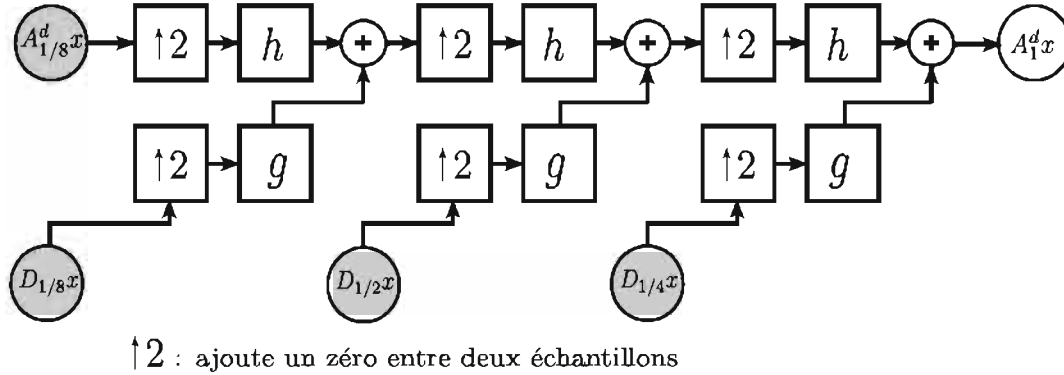 A^d_{1/8}x ↑2 h + ↑2 h + ↑2 h + A^d_1x
↑2 g ↑2 g ↑2 g
D_{1/8}x D_{1/2}x D_{1/4}x
↑2 : ajoute un zéro entre deux échantillons